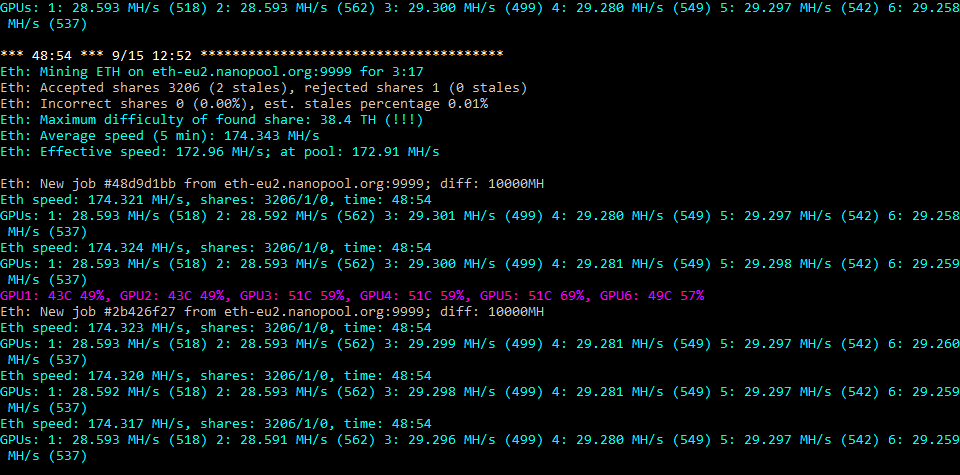 GPUs: 1: 28.593 MH/s (518) 2: 28.593 MH/s (562) 3: 29.300 MH/s (499) 4: 29.280 MH/s (549) 5: 29.297 MH/s (542) 6: 29.258
MH/s (537)
*** 48:54 *** 9/15 12:52 **************************************
Eth: Mining ETH on eth-eu2.nanopool.org:9999 for 3:17
Eth: Accepted shares 3206 (2 stales), rejected shares 1 (0 stales)
Eth: Incorrect shares 0 (0.00%), est. stales percentage 0.01%
Eth: Maximum difficulty of found share: 38.4 TH (!!!)
Eth: Average speed (5 min): 174.343 MH/s
Eth: Effective speed: 172.96 MH/s; at pool: 172.91 MH/s
Eth: New job #48d9d1bb from eth-eu2.nanopool.org:9999; diff: 10000MH
Eth speed: 174.321 MH/s, shares: 3206/1/0, time: 48:54
GPUs: 1: 28.593 MH/s (518) 2: 28.592 MH/s (562) 3: 29.301 MH/s (499) 4: 29.280 MH/s (549) 5: 29.297 MH/s (542) 6: 29.258
MH/s (537)
Eth speed: 174.324 MH/s, shares: 3206/1/0, time: 48:54
GPUs: 1: 28.593 MH/s (518) 2: 28.593 MH/s (562) 3: 29.300 MH/s (499) 4: 29.281 MH/s (549) 5: 29.298 MH/s (542) 6: 29.259
MH/s (537)
GPU1: 43C 49%, GPU2: 43C 49%, GPU3: 51C 59%, GPU4: 51C 59%, GPU5: 51C 69%, GPU6: 49C 57%
Eth: New job #2b426f27 from eth-eu2.nanopool.org:9999; diff: 10000MH
Eth speed: 174.323 MH/s, shares: 3206/1/0, time: 48:54
GPUs: 1: 28.593 MH/s (518) 2: 28.593 MH/s (562) 3: 29.299 MH/s (499) 4: 29.281 MH/s (549) 5: 29.297 MH/s (542) 6: 29.260
MH/s (537)
Eth speed: 174.320 MH/s, shares: 3206/1/0, time: 48:54
GPUs: 1: 28.592 MH/s (518) 2: 28.593 MH/s (562) 3: 29.298 MH/s (499) 4: 29.281 MH/s (549) 5: 29.297 MH/s (542) 6: 29.259
MH/s (537)
Eth speed: 174.317 MH/s, shares: 3206/1/0, time: 48:54
GPUs: 1: 28.593 MH/s (518) 2: 28.591 MH/s (562) 3: 29.296 MH/s (499) 4: 29.280 MH/s (549) 5: 29.297 MH/s (542) 6: 29.259
MH/s (537)